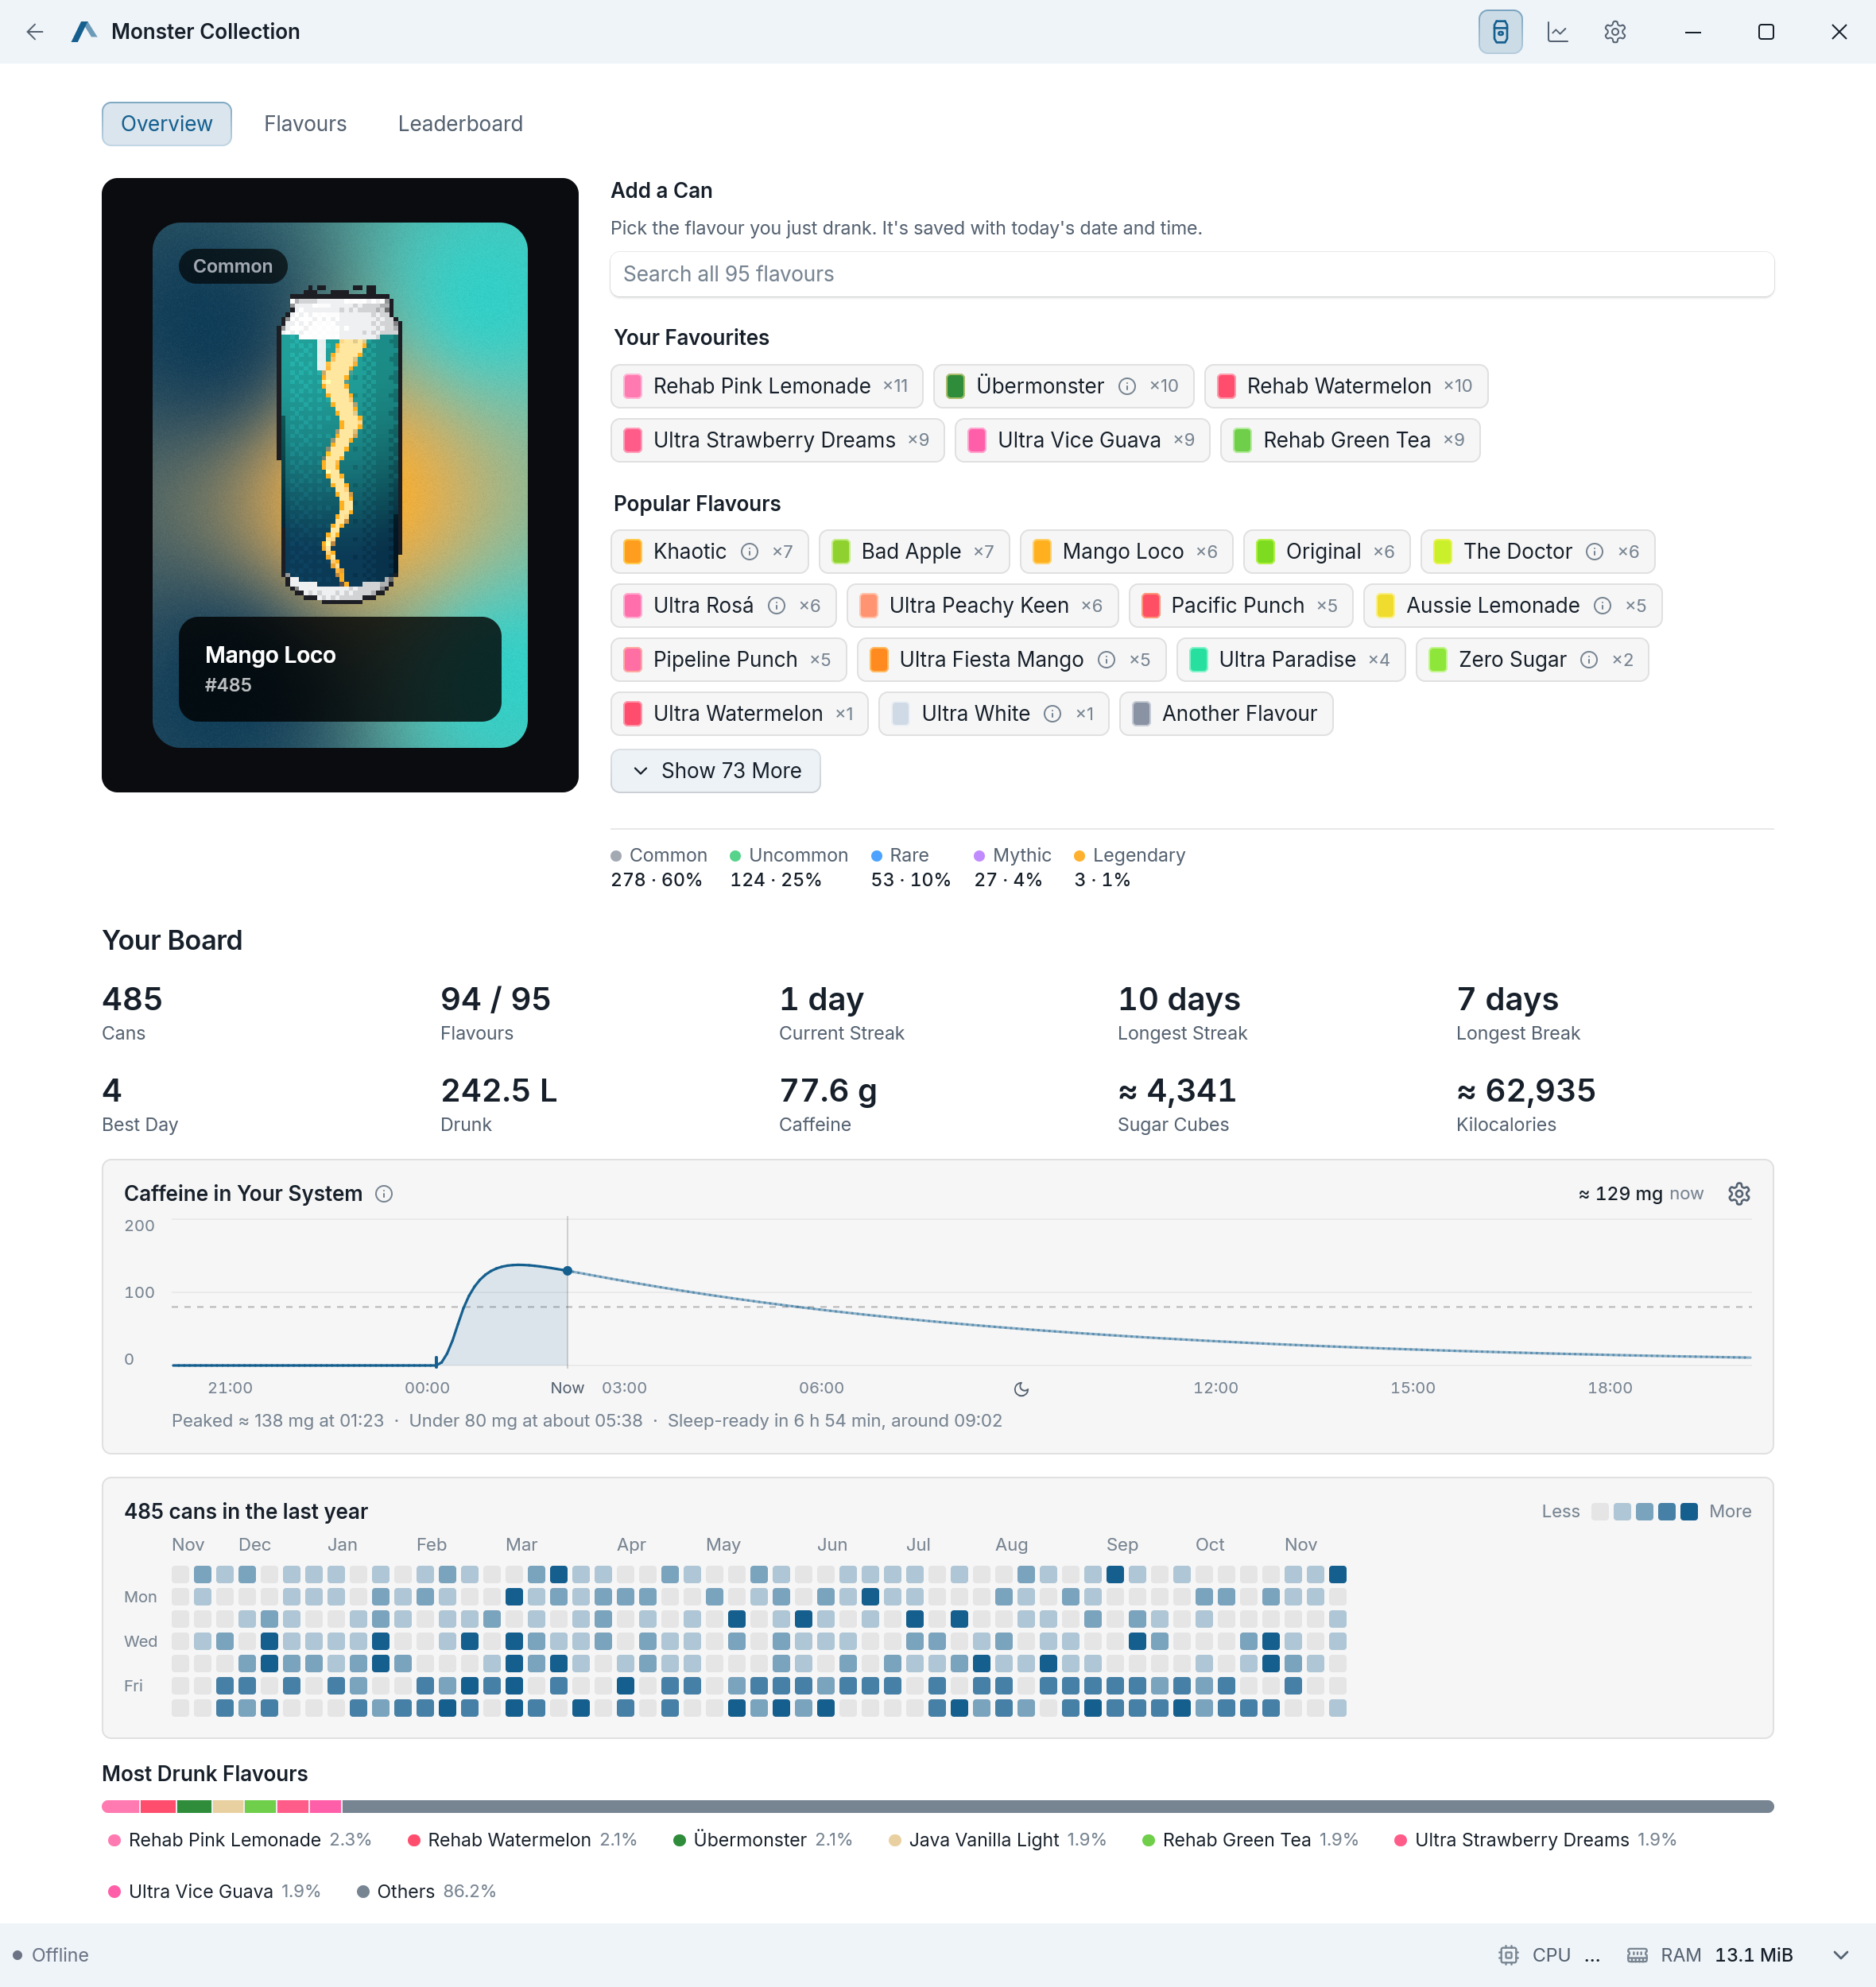 Monster Collection
Overview Flavours Leaderboard
Common
Mango Loco
#485
Add a Can
Pick the flavour you just drank. It's saved with today's date and time.
Search all 95 flavours
Your Favourites
Rehab Pink Lemonade ×11 Übermonster ×10 Rehab Watermelon ×10
Ultra Strawberry Dreams ×9 Ultra Vice Guava ×9 Rehab Green Tea ×9
Popular Flavours
Khaotic ×7 Bad Apple ×7 Mango Loco ×6 Original ×6 The Doctor ×6
Ultra Rosá ×6 Ultra Peachy Keen ×6 Pacific Punch ×5 Aussie Lemonade ×5
Pipeline Punch ×5 Ultra Fiesta Mango ×5 Ultra Paradise ×4 Zero Sugar ×2
Ultra Watermelon ×1 Ultra White ×1 Another Flavour
Show 73 More
Common Uncommon Rare Mythic Legendary
278 · 60% 124 · 25% 53 · 10% 27 · 4% 3 · 1%
Your Board
485 94 / 95 1 day 10 days 7 days
Cans Flavours Current Streak Longest Streak Longest Break
4 242.5 L 77.6 g ≈ 4,341 ≈ 62,935
Best Day Drunk Caffeine Sugar Cubes Kilocalories
Caffeine in Your System ≈ 129 mg now
200
100
0
21:00 00:00 Now 03:00 06:00 12:00 15:00 18:00
Peaked ≈ 138 mg at 01:23 · Under 80 mg at about 05:38 · Sleep-ready in 6 h 54 min, around 09:02
485 cans in the last year Less More
Nov Dec Jan Feb Mar Apr May Jun Jul Aug Sep Oct Nov
Mon
Wed
Fri
Most Drunk Flavours
Rehab Pink Lemonade 2.3% Rehab Watermelon 2.1% Übermonster 2.1% Java Vanilla Light 1.9% Rehab Green Tea 1.9% Ultra Strawberry Dreams 1.9%
Ultra Vice Guava 1.9% Others 86.2%
Offline CPU ... RAM 13.1 MiB